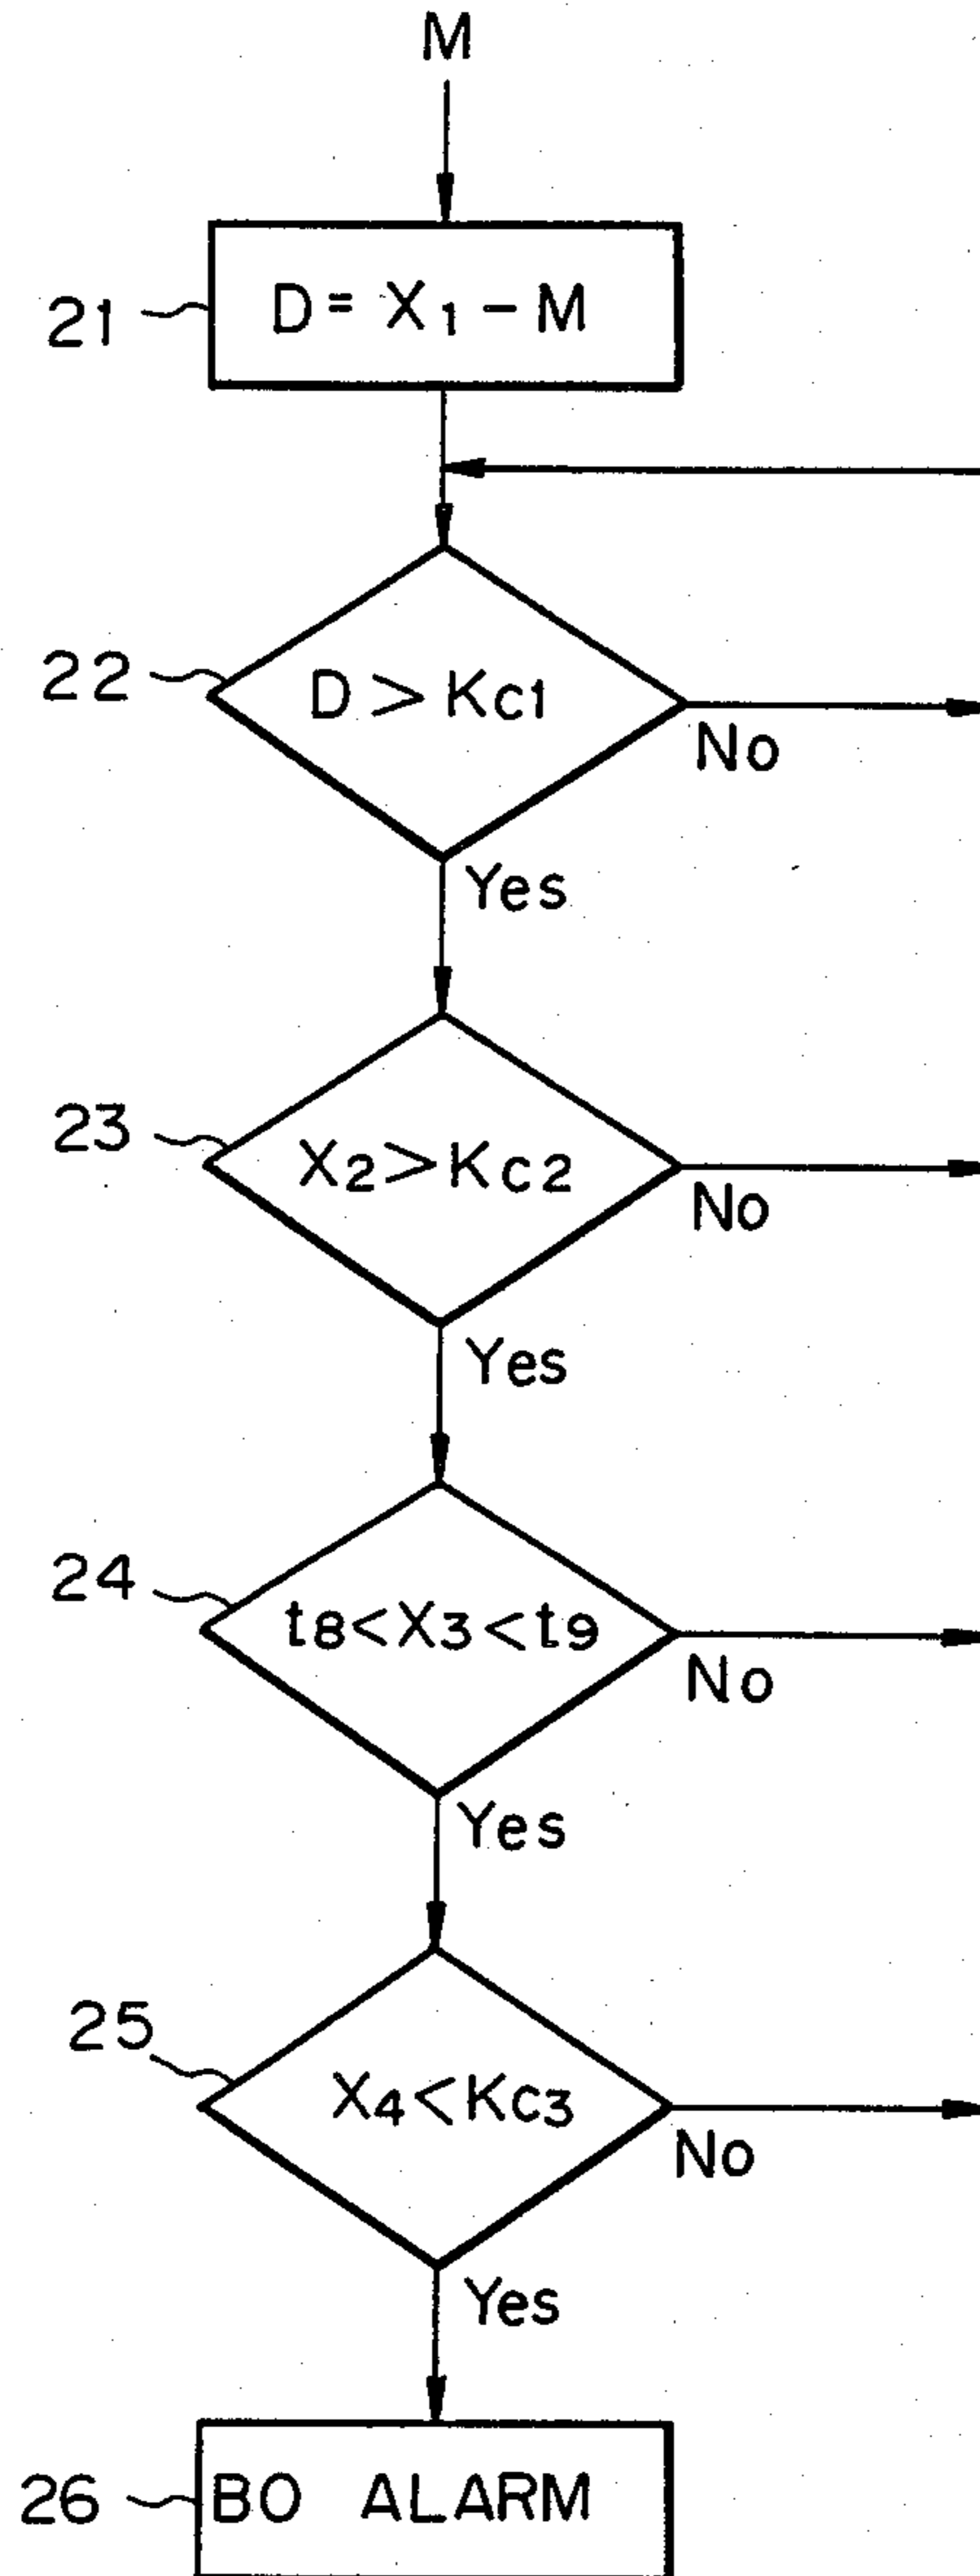 M
21 D = X1 - M
22 D > Kc1
No
Yes
23 X2 > Kc2
No
Yes
24 t8 < X3 < t9
No
Yes
25 X4 < Kc3
No
Yes
26 BO ALARM